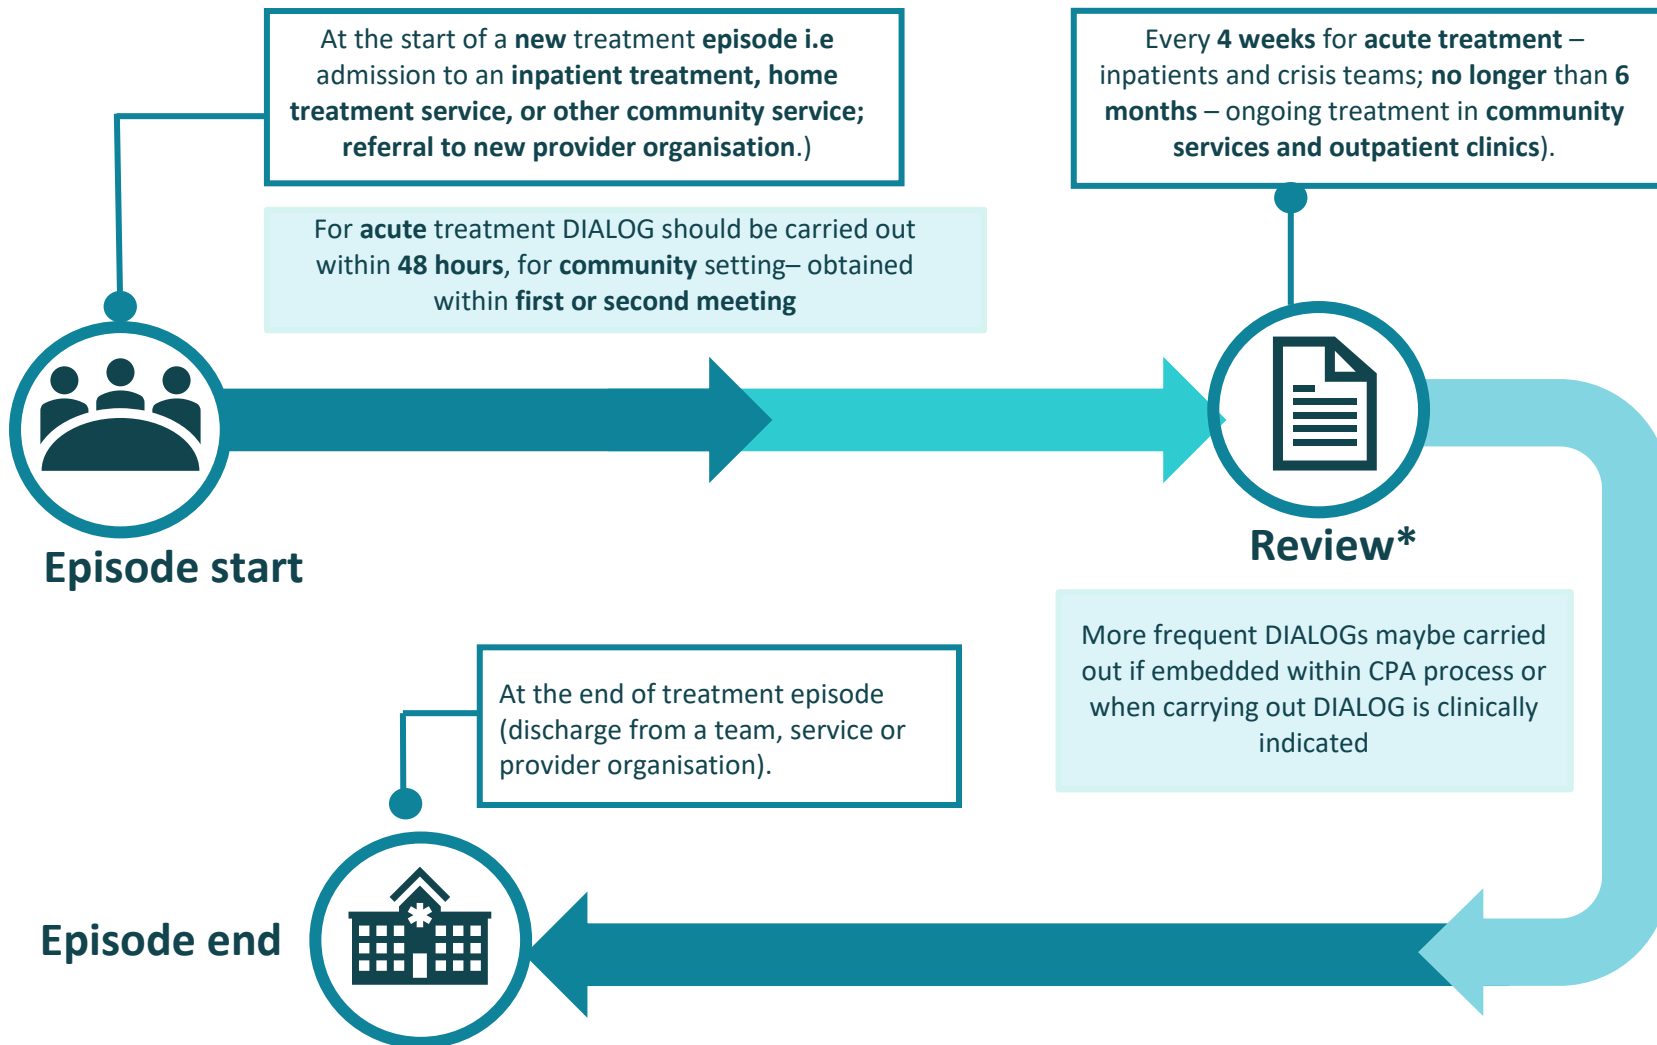 At the start of a new treatment episode i.e
admission to an inpatient treatment, home
treatment service, or other community service;
referral to new provider organisation.)
For acute treatment DIALOG should be carried out
within 48 hours, for community setting– obtained
within first or second meeting
Episode start
Every 4 weeks for acute treatment –
inpatients and crisis teams; no longer than 6
months – ongoing treatment in community
services and outpatient clinics).
Review*
More frequent DIALOGs maybe carried
out if embedded within CPA process or
when carrying out DIALOG is clinically
indicated
At the end of treatment episode
(discharge from a team, service or
provider organisation).
Episode end